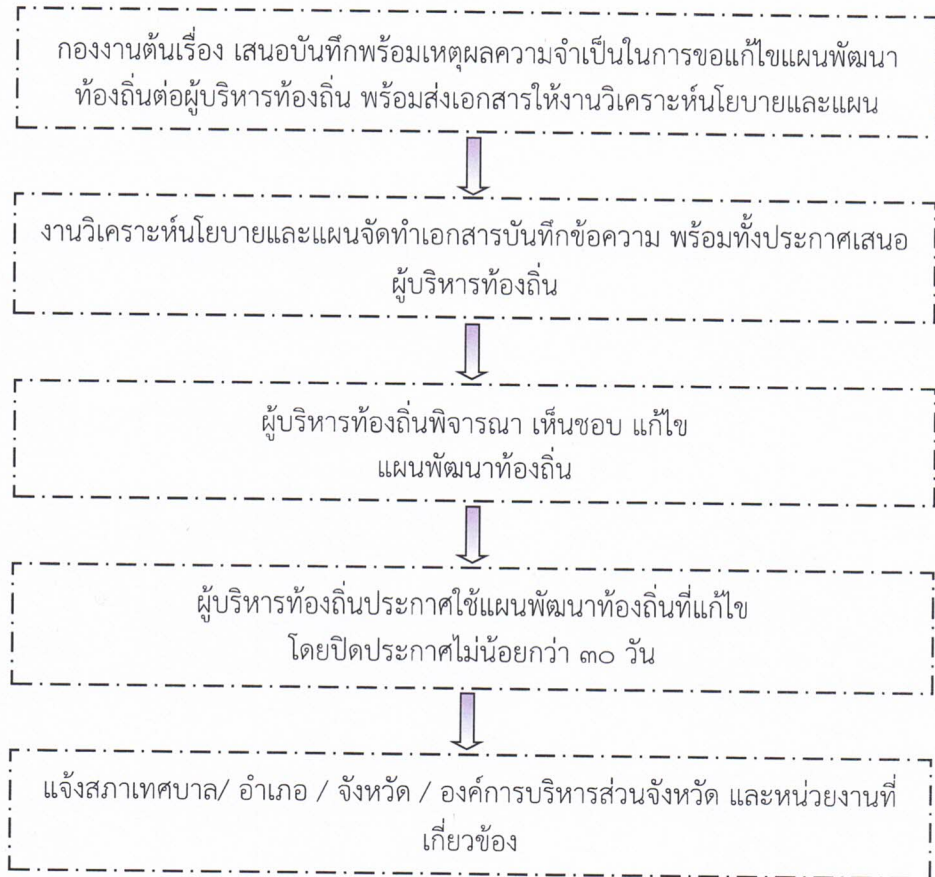 กองงานต้นเรื่อง เสนอบันทึกพร้อมเหตุผลความจำเป็นในการขอแก้ไขแผนพัฒนา
ท้องถิ่นต่อผู้บริหารท้องถิ่น พร้อมส่งเอกสารให้งานวิเคราะห์นโยบายและแผน
งานวิเคราะห์นโยบายและแผนจัดทำเอกสารบันทึกข้อความ พร้อมทั้งประกาศเสนอ
ผู้บริหารท้องถิ่น
ผู้บริหารท้องถิ่นพิจารณา เห็นชอบ แก้ไข
แผนพัฒนาท้องถิ่น
ผู้บริหารท้องถิ่นประกาศใช้แผนพัฒนาท้องถิ่นที่แก้ไข
โดยปิดประกาศไม่น้อยกว่า ๓๐ วัน
แจ้งสภาเทศบาล/ อำเภอ / จังหวัด / องค์การบริหารส่วนจังหวัด และหน่วยงานที่
เกี่ยวข้อง